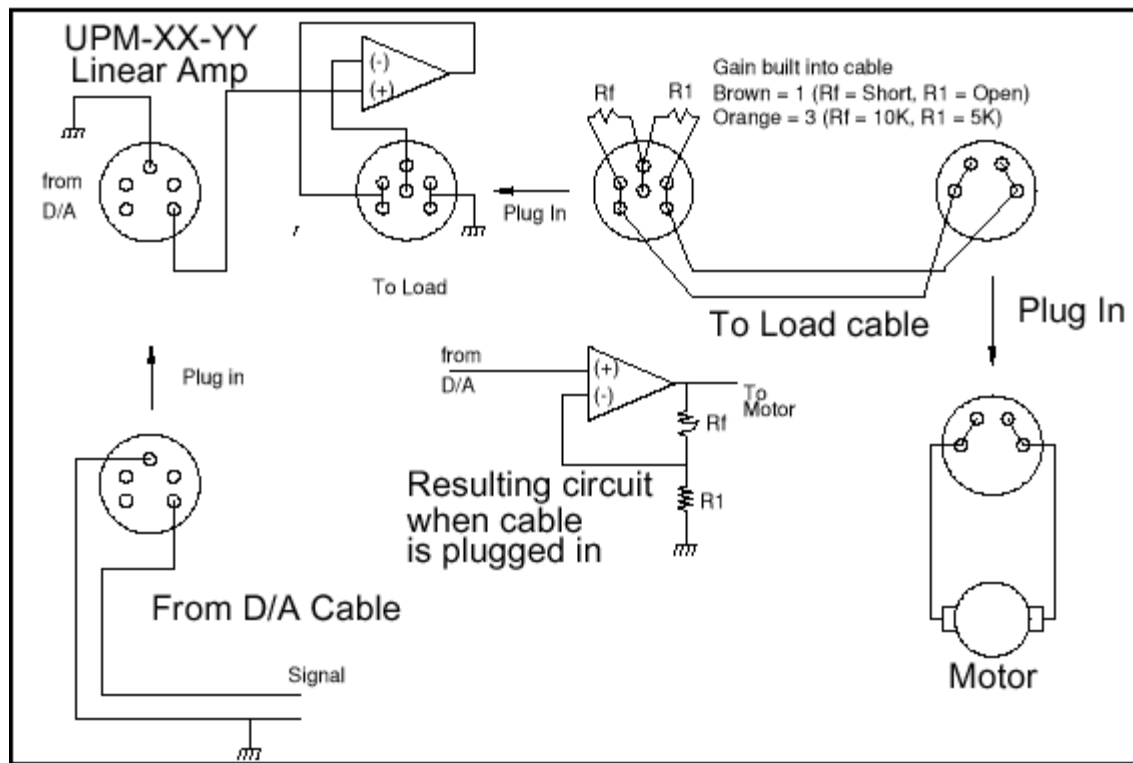 UPM-XX-YY
Linear Amp
(-)
(+)
from
D/A
To Load
Plug In
Rf
R1
Gain built into cable
Brown = 1 (Rf = Short, R1 = Open)
Orange = 3 (Rf = 10K, R1 = 5K)
To Load cable
Plug In
Plug in
from
D/A
(+)
(-)
To
Motor
Rf
R1
Resulting circuit
when cable
is plugged in
From D/A Cable
Signal
Motor